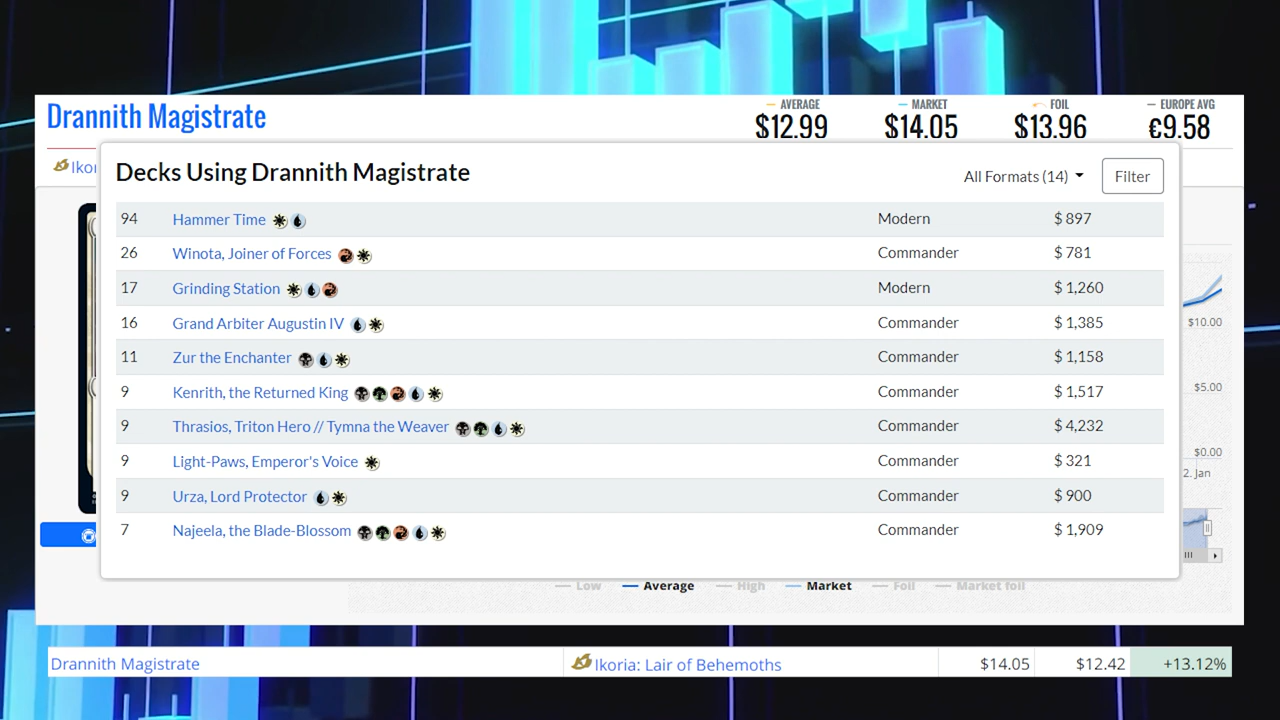 Drannith Magistrate
AVERAGE
$12.99
MARKET
$14.05
FOIL
$13.96
EUROPE AVG
€9.58
Decks Using Drannith Magistrate
All Formats (14)
Filter
94 Hammer Time Modern $ 897
26 Winota, Joiner of Forces Commander $ 781
17 Grinding Station Modern $ 1,260
16 Grand Arbiter Augustin IV Commander $ 1,385
11 Zur the Enchanter Commander $ 1,158
9 Kenrith, the Returned King Commander $ 1,517
9 Thrasios, Triton Hero // Tymna the Weaver Commander $ 4,232
9 Light-Paws, Emperor's Voice Commander $ 321
9 Urza, Lord Protector Commander $ 900
7 Najeela, the Blade-Blossom Commander $ 1,909
$10.00
$5.00
$0.00
2. Jan
Low Average High Market Foil Market foil
Drannith Magistrate Ikoria: Lair of Behemoths $14.05 $12.42 +13.12%